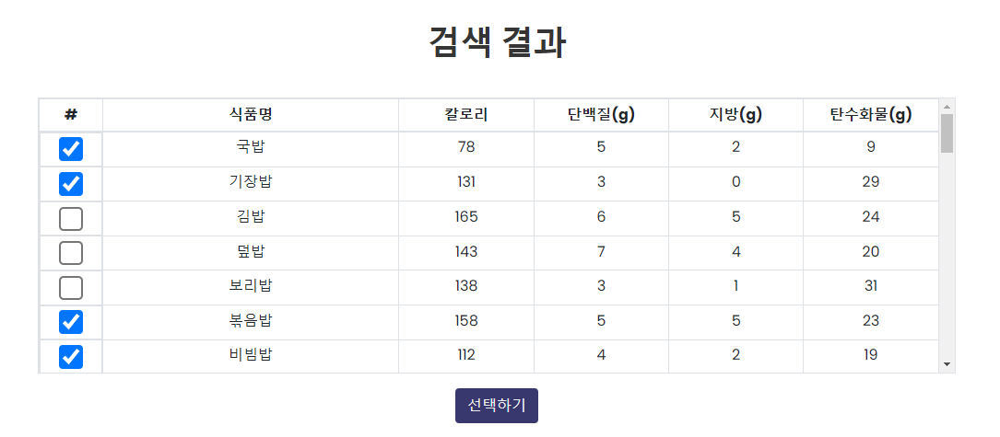 검색 결과
# 식품명 칼로리 단백질(g) 지방(g) 탄수화물(g)
국밥 78 5 2 9
기장밥 131 3 0 29
김밥 165 6 5 24
덮밥 143 7 4 20
보리밥 138 3 1 31
볶음밥 158 5 5 23
비빔밥 112 4 2 19
선택하기